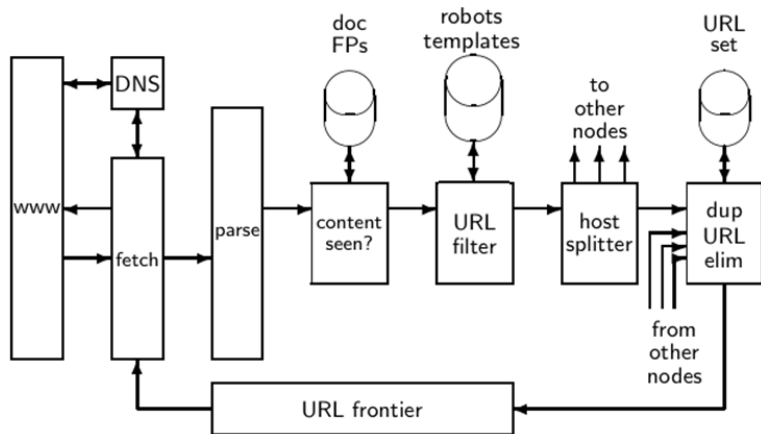 doc
FPs
robots
templates
URL
set
DNS
to
other
nodes
www
fetch
parse
content
seen?
URL
filter
host
splitter
dup
URL
elim
from
other
nodes
URL frontier